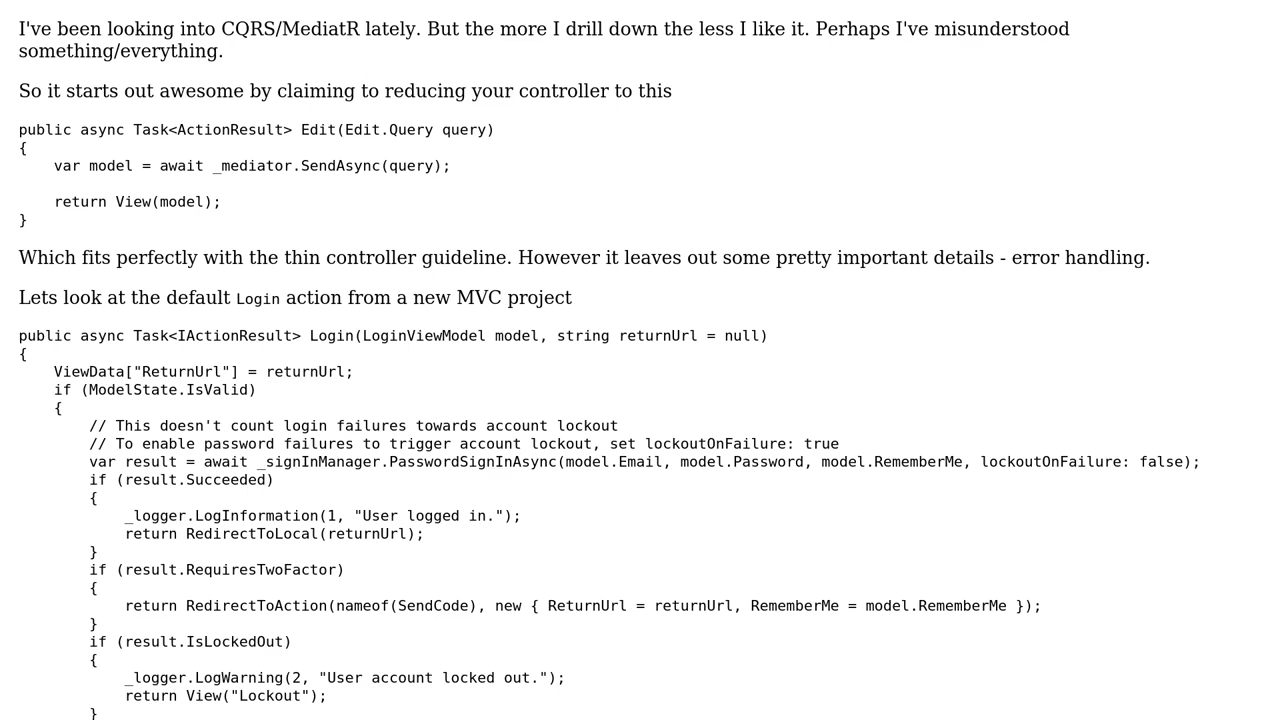 I've been looking into CQRS/MediatR lately. But the more I drill down the less I like it. Perhaps I've misunderstood
something/everything.
So it starts out awesome by claiming to reducing your controller to this
public async Task<ActionResult> Edit(Edit.Query query)
{
    var model = await _mediator.SendAsync(query);
    return View(model);
}
Which fits perfectly with the thin controller guideline. However it leaves out some pretty important details - error handling.
Lets look at the default Login action from a new MVC project
public async Task<IActionResult> Login(LoginViewModel model, string returnUrl = null)
{
    ViewData["ReturnUrl"] = returnUrl;
    if (ModelState.IsValid)
    {
        // This doesn't count login failures towards account lockout
        // To enable password failures to trigger account lockout, set lockoutOnFailure: true
        var result = await _signInManager.PasswordSignInAsync(model.Email, model.Password, model.RememberMe, lockoutOnFailure: false);
        if (result.Succeeded)
        {
            _logger.LogInformation(1, "User logged in.");
            return RedirectToLocal(returnUrl);
        }
        if (result.RequiresTwoFactor)
        {
            return RedirectToAction(nameof(SendCode), new { ReturnUrl = returnUrl, RememberMe = model.RememberMe });
        }
        if (result.IsLockedOut)
        {
            _logger.LogWarning(2, "User account locked out.");
            return View("Lockout");
        }